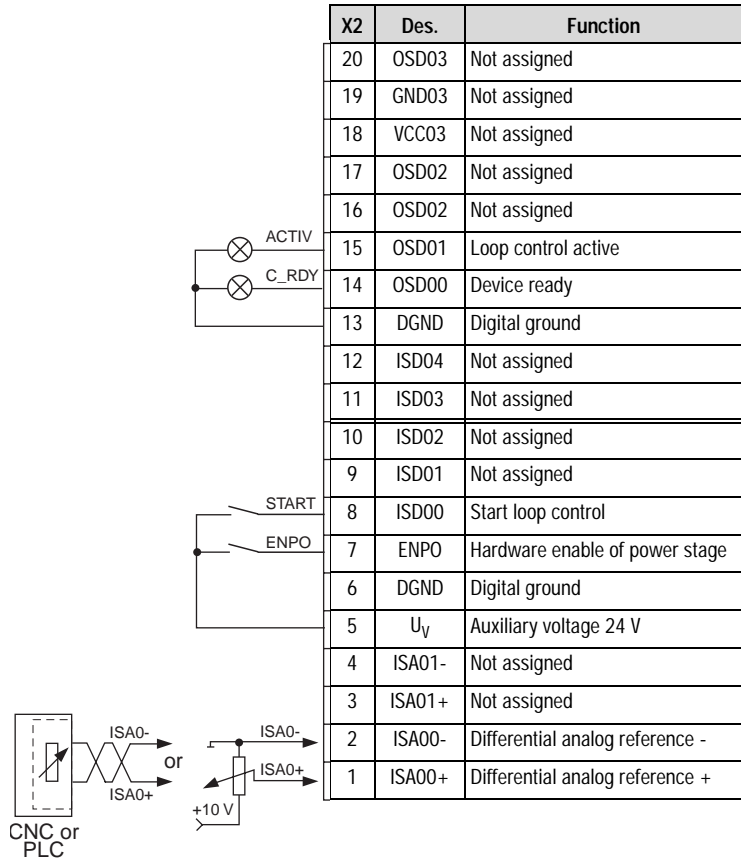 X2 Des. Function
20 OSD03 Not assigned
19 GND03 Not assigned
18 VCC03 Not assigned
17 OSD02 Not assigned
16 OSD02 Not assigned
ACTIV 15 OSD01 Loop control active
C_RDY 14 OSD00 Device ready
13 DGND Digital ground
12 ISD04 Not assigned
11 ISD03 Not assigned
10 ISD02 Not assigned
9 ISD01 Not assigned
START 8 ISD00 Start loop control
ENPO 7 ENPO Hardware enable of power stage
6 DGND Digital ground
5 UV Auxiliary voltage 24 V
4 ISA01- Not assigned
3 ISA01+ Not assigned
ISA0- or ISA0- 2 ISA00- Differential analog reference -
ISA0+ ISA0+ 1 ISA00+ Differential analog reference +
+10 V
CNC or
PLC